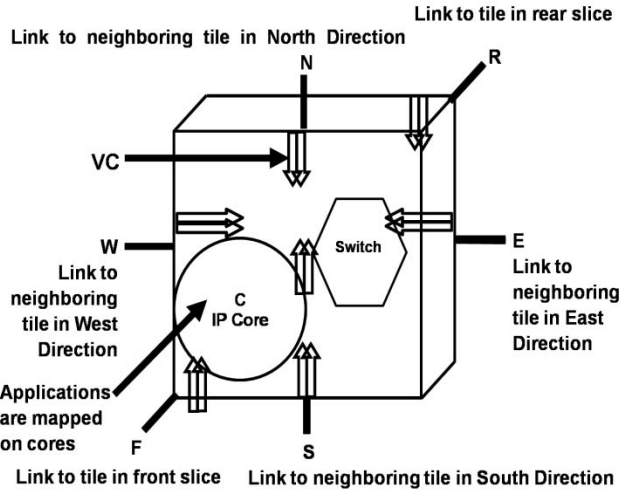 Link to tile in rear slice
Link to neighboring tile in North Direction
N
R
VC
W
Switch
E
Link to
neighboring
tile in West
Direction
C
IP Core
Link to
neighboring
tile in East
Direction
Applications
are mapped
on cores
F
S
Link to tile in front slice
Link to neighboring tile in South Direction